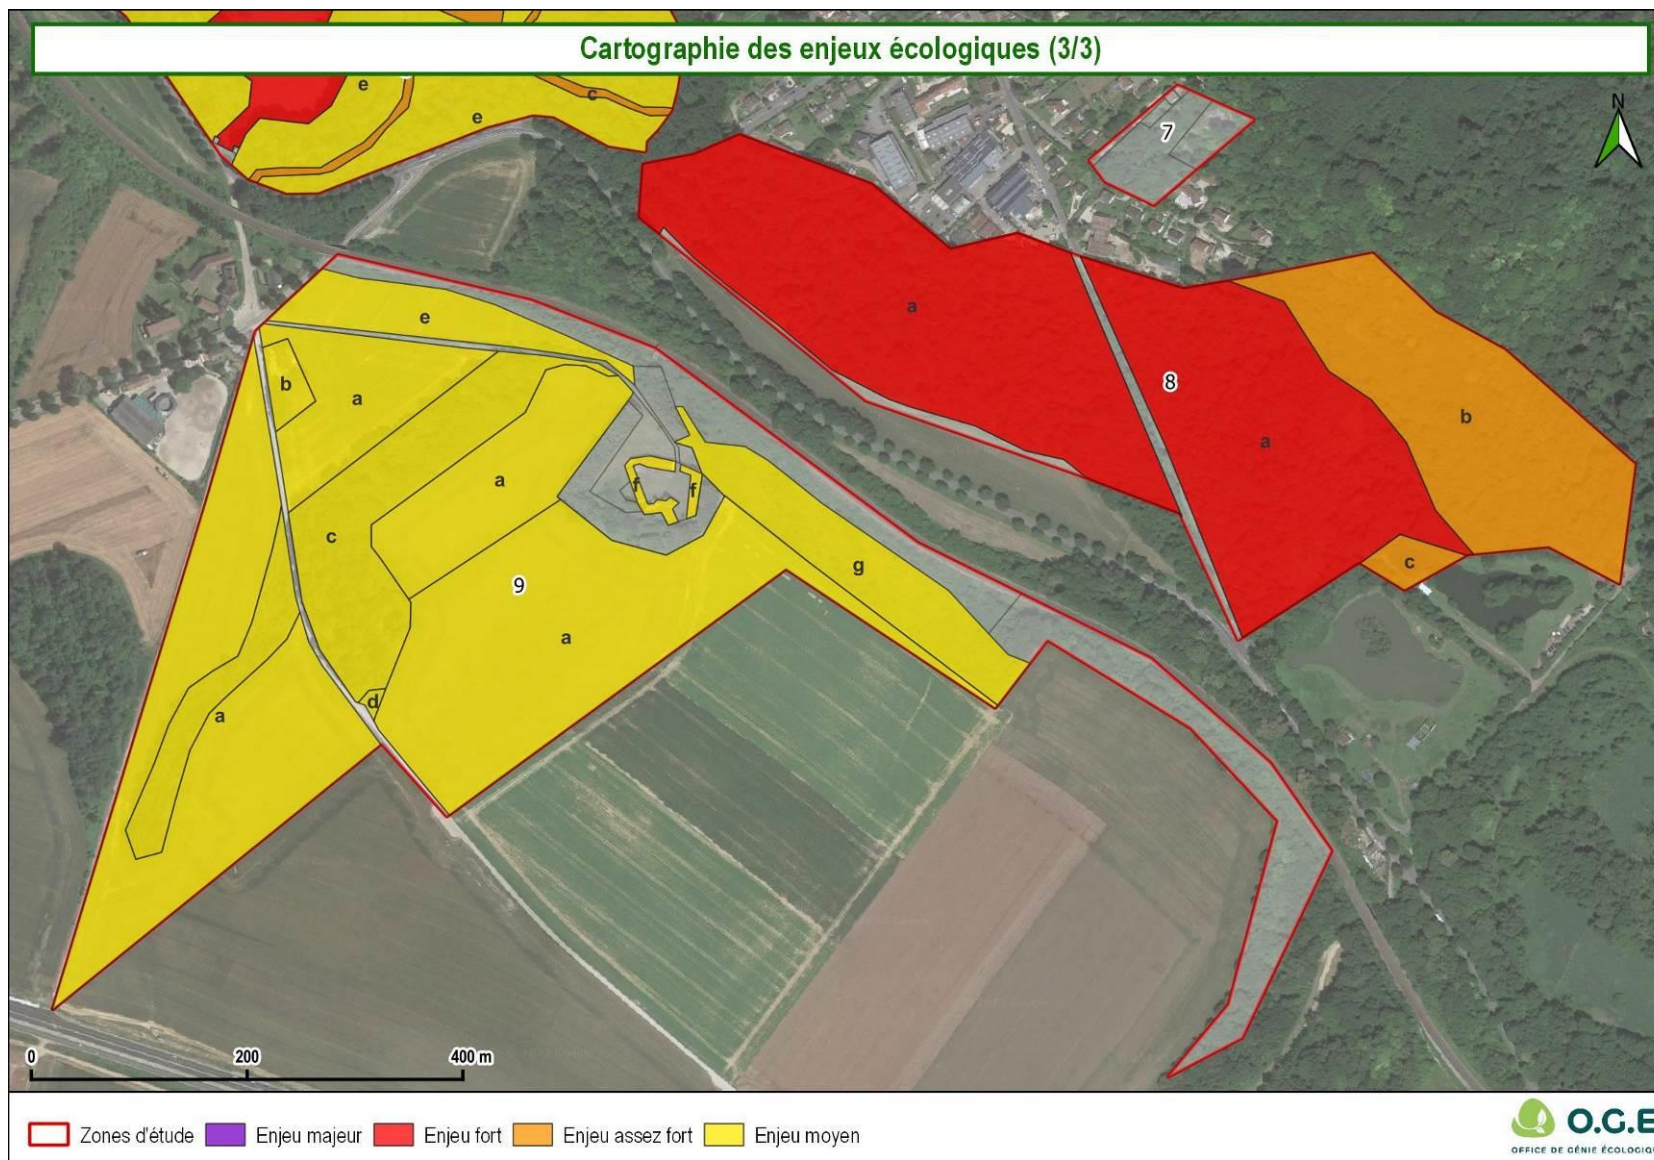 Cartographie des enjeux écologiques (3/3)
e
c
e
7
N
a
e
8
b
a
b
a
a
f
f
c
c
g
9
a
d
a
0
200
400 m
Zones d'étude
Enjeu majeur
Enjeu fort
Enjeu assez fort
Enjeu moyen
O.G.E
OFFICE DE GÉNIE ÉCOLOGIQU